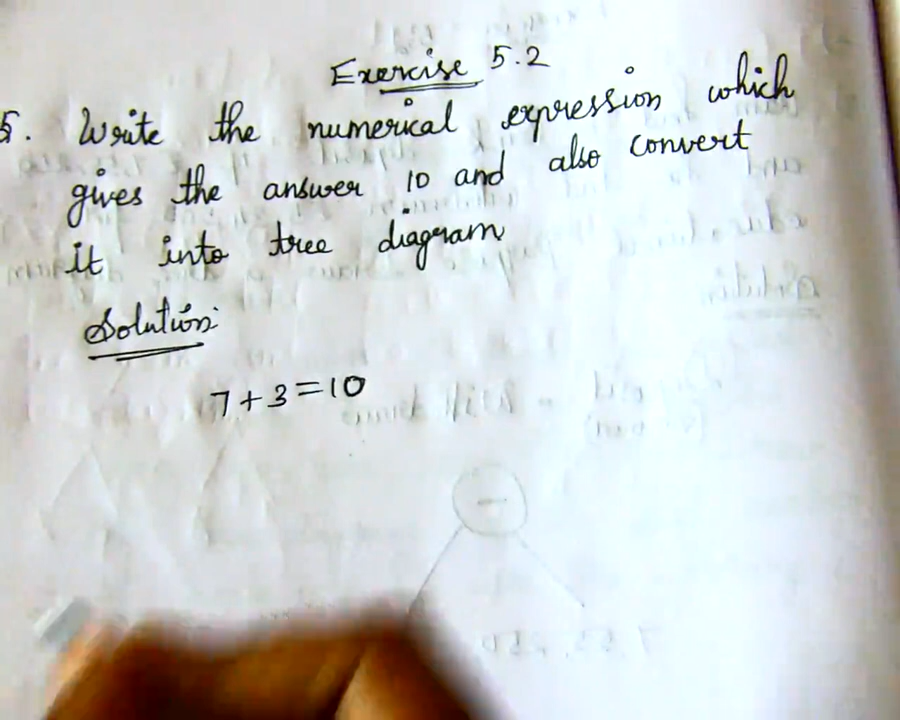 Exercise 5.2
5. Write the numerical expression which
gives the answer 10 and also convert
it into tree diagram
Solution:
7+3=10